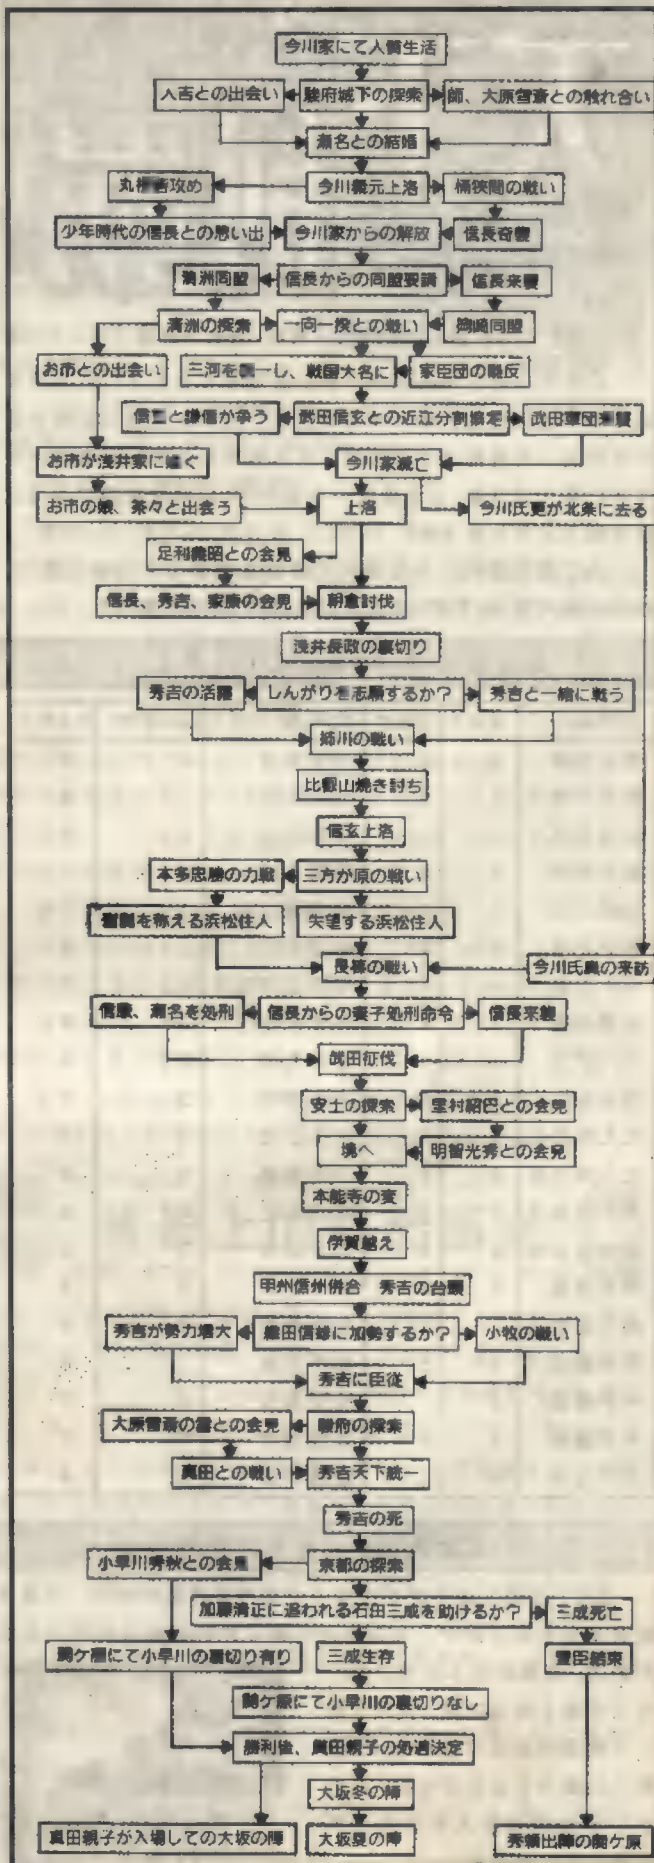 今川家にて人質生活
入吉との出会い
駿府城下の探索
師、大原雪斎との触れ合い
瀬名との結婚
攻め
今川義元上洛
桶狭間の戦い
少年時代の信長との思い出
今川家からの解放
信長奇襲
清洲同盟
信長からの同盟要請
信長来襲
清洲の探索
一向一揆との戦い
岡崎同盟
お市との出会い
三河を統一し、戦国大名に
家臣団の離反
信玄と謙信が争う
武田信玄との近江分割協定
武田軍団来襲
お市が浅井家に嫁ぐ
今川家滅亡
お市の娘、茶々と出会う
上洛
今川氏真が北条に去る
足利義昭との会見
信長、秀吉、家康の会見
朝倉討伐
浅井長政の裏切り
秀吉の活躍
しんがりを志願するか?
秀吉と一緒に戦う
姉川の戦い
比叡山焼き討ち
信玄上洛
本多忠勝の力戦
三方が原の戦い
を称える浜松住人
失望する浜松住人
長篠の戦い
今川氏真の来訪
信康、瀬名を処刑
信長からの妻子処刑命令
信長来襲
武田征伐
安土の探索
里村紹巴との会見
境へ
明智光秀との会見
本能寺の変
伊賀越え
甲州信州併合 秀吉の台頭
秀吉が勢力増大
織田信雄に加勢するか?
小牧の戦い
秀吉に臣従
大原雪斎の霊との会見
駿府の探索
真田との戦い
秀吉天下統一
秀吉の死
小早川秀秋との会見
京都の探索
加藤清正に追われる石田三成を助けるか?
三成死亡
関ケ原にて小早川の裏切り有り
三成生存
豊臣結束
関ケ原にて小早川の裏切りなし
勝利後、真田親子の処遇決定
大坂冬の陣
真田親子が入場しての大坂の陣
大坂夏の陣
秀頼出陣の関ケ原